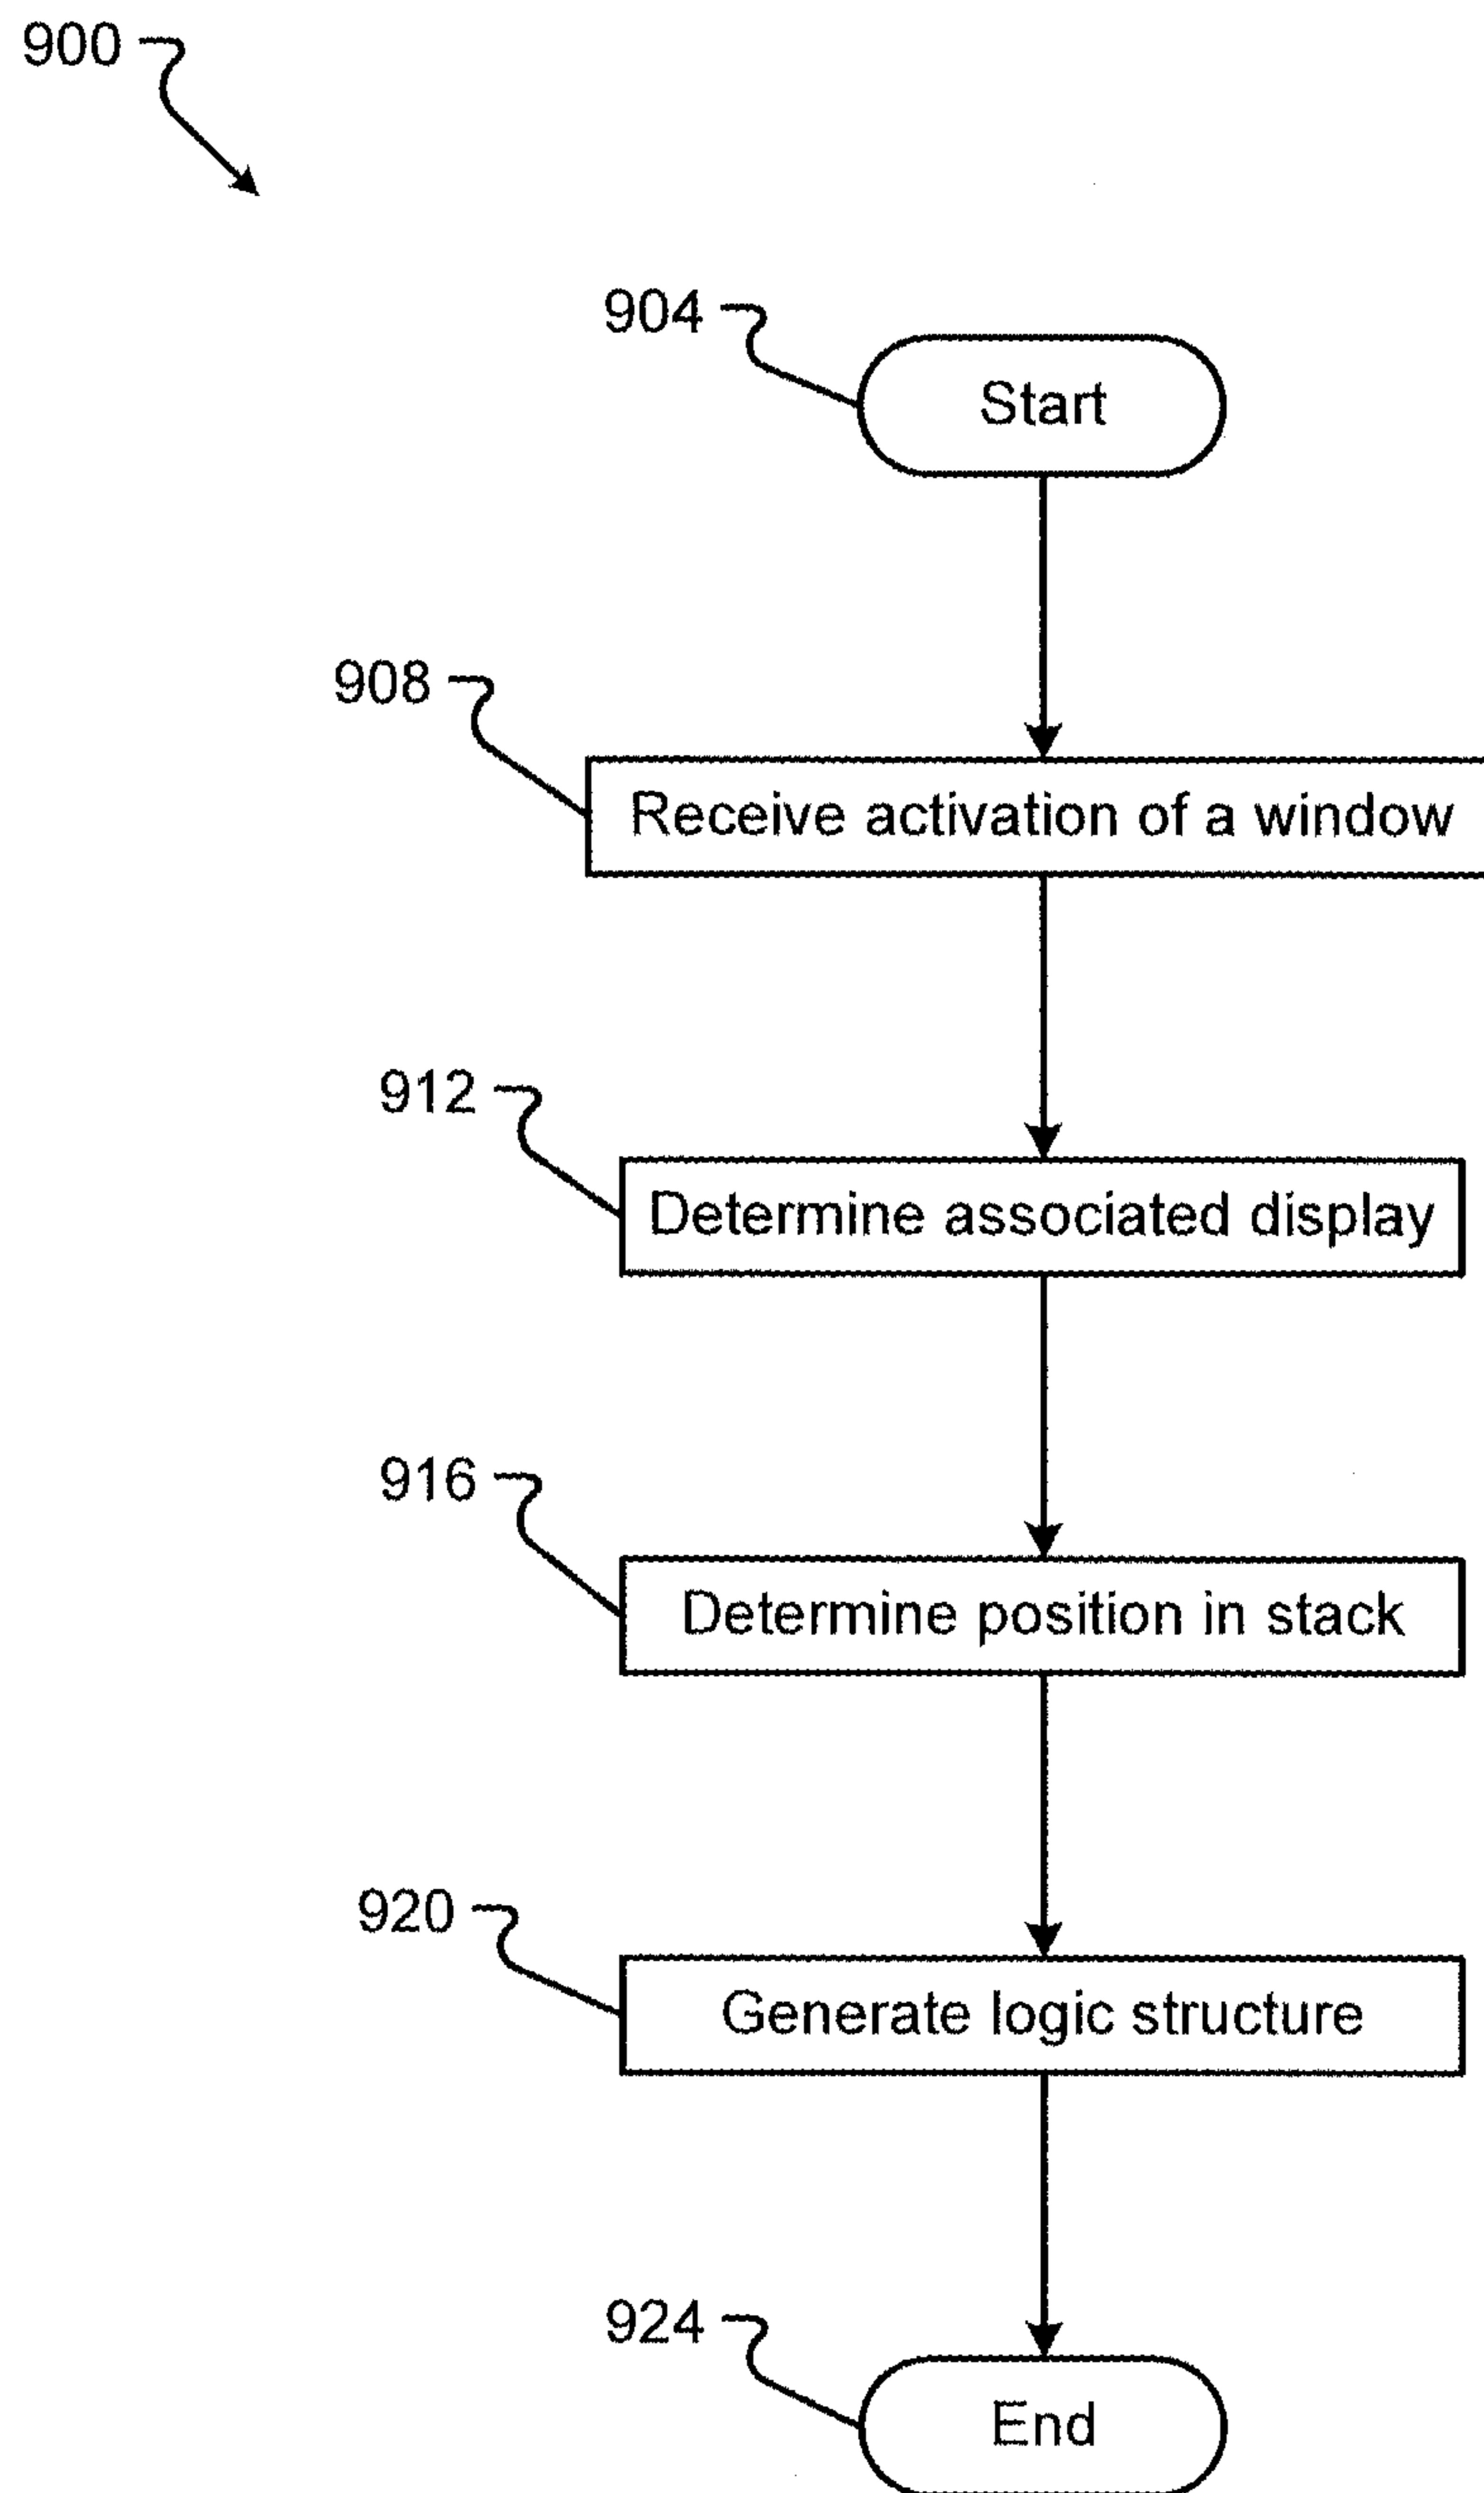 900
904
Start
908
Receive activation of a window
912
Determine associated display
916
Determine position in stack
920
Generate logic structure
924
End